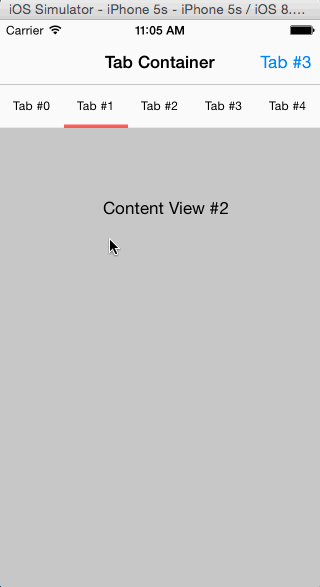 iOS Simulator - iPhone 5s - iPhone 5s / iOS 8....
Carrier 11:05 AM
Tab Container Tab #3
Tab #0 Tab #1 Tab #2 Tab #3 Tab #4
Content View #2